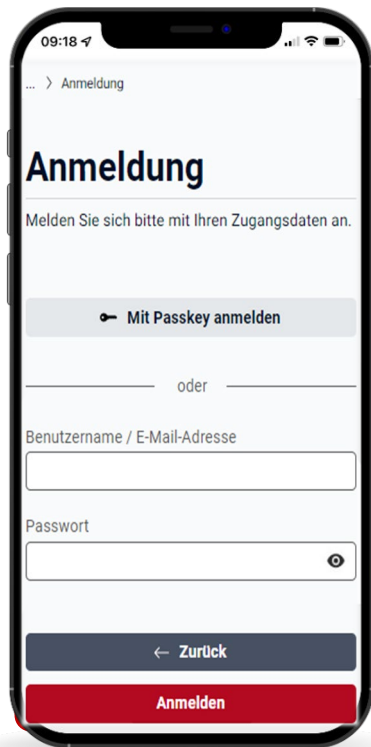 09:18
... > Anmeldung
Anmeldung
Melden Sie sich bitte mit Ihren Zugangsdaten an.
Mit Passkey anmelden
oder
Benutzername / E-Mail-Adresse
Passwort
← Zurück
Anmelden